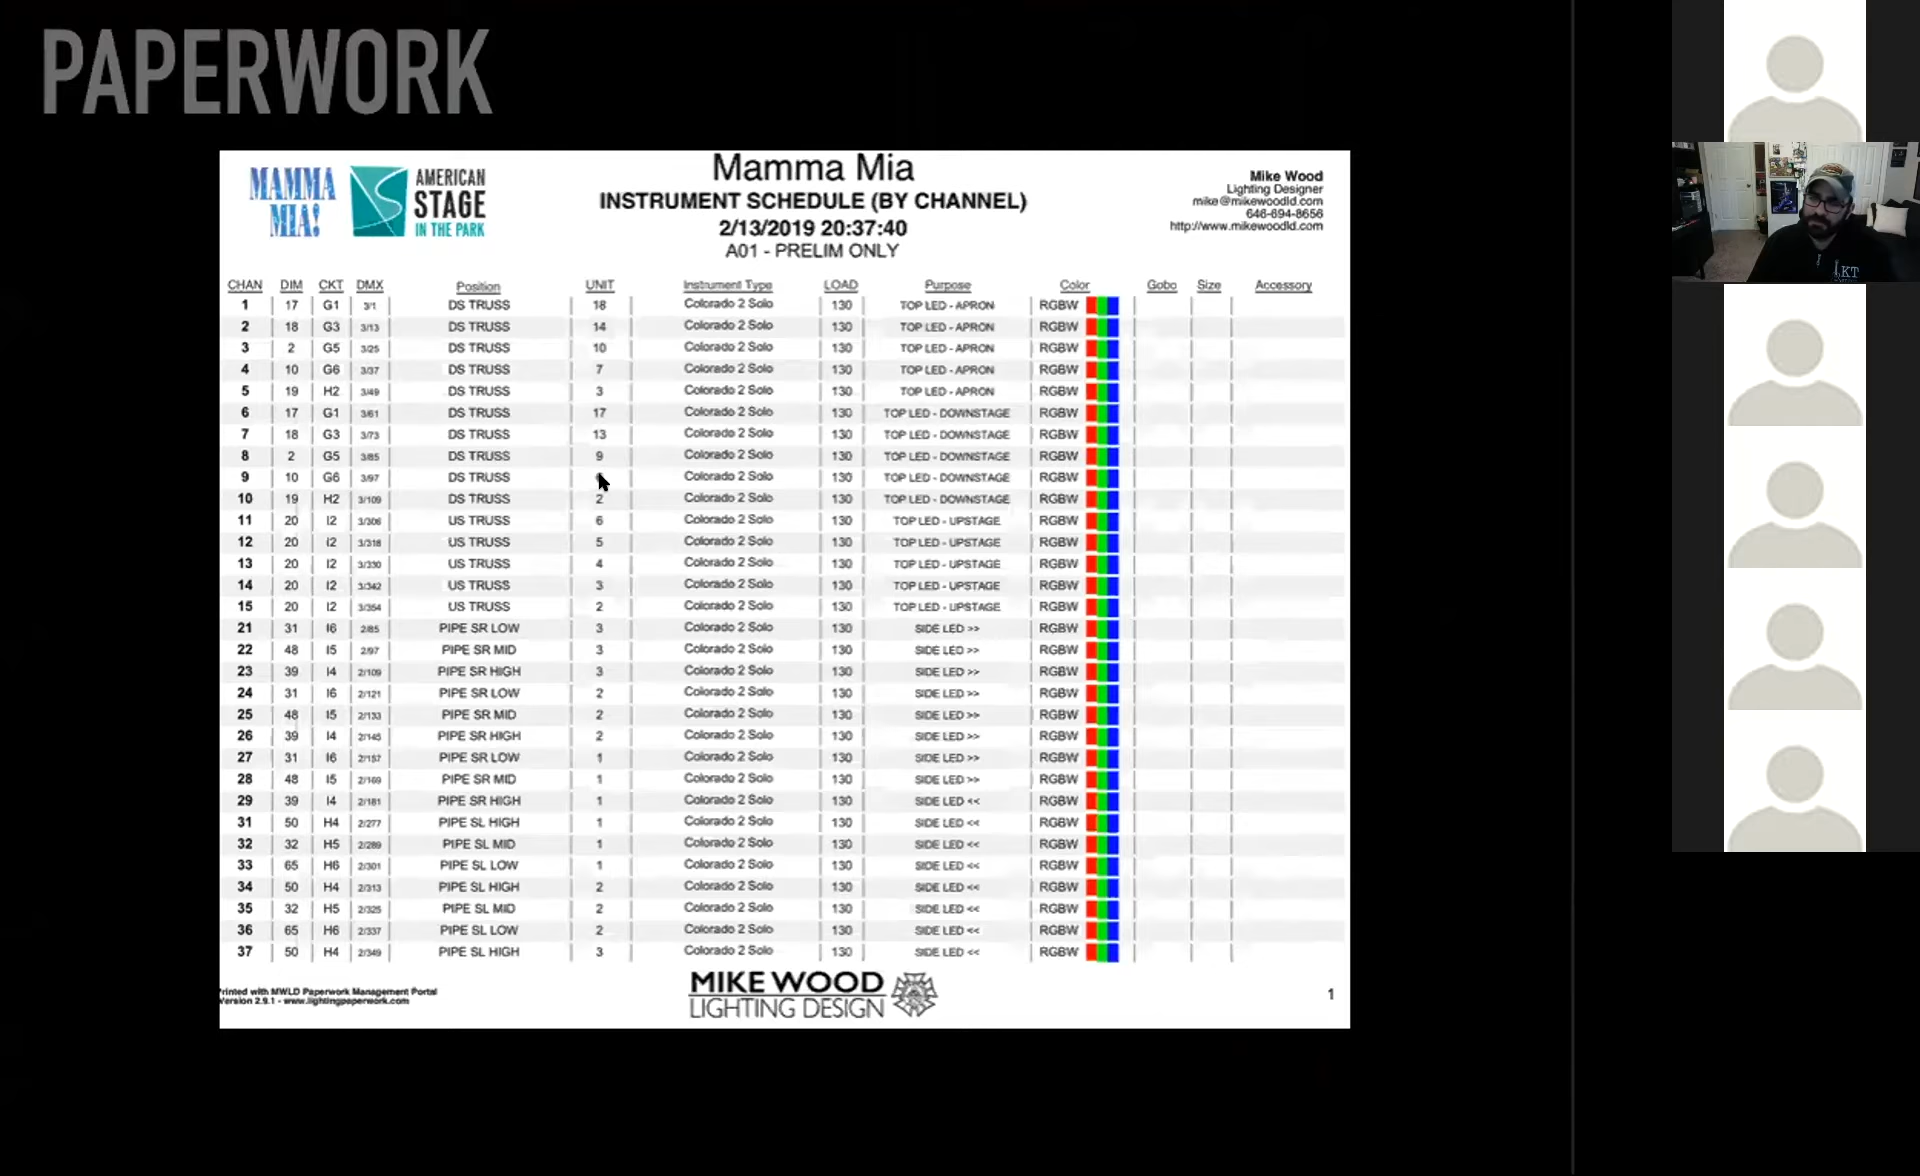 PAPERWORK
MAMMA MIA!
AMERICAN STAGE IN THE PARK
Mamma Mia
INSTRUMENT SCHEDULE (BY CHANNEL)
2/13/2019 20:37:40
A01 - PRELIM ONLY
Mike Wood
Lighting Designer
mike@mikewoodld.com
646-694-8656
http://www.mikewoodld.com
CHAN DIM CKT DMX Position UNIT Instrument Type LOAD Purpose Color Gobo Size Accessory
1 17 G1 3/1 DS TRUSS 18 Colorado 2 Solo 130 TOP LED - APRON RGBW
2 18 G3 3/13 DS TRUSS 14 Colorado 2 Solo 130 TOP LED - APRON RGBW
3 2 G5 3/25 DS TRUSS 10 Colorado 2 Solo 130 TOP LED - APRON RGBW
4 10 G6 3/37 DS TRUSS 7 Colorado 2 Solo 130 TOP LED - APRON RGBW
5 19 H2 3/49 DS TRUSS 3 Colorado 2 Solo 130 TOP LED - APRON RGBW
6 17 G1 3/61 DS TRUSS 17 Colorado 2 Solo 130 TOP LED - DOWNSTAGE RGBW
7 18 G3 3/73 DS TRUSS 13 Colorado 2 Solo 130 TOP LED - DOWNSTAGE RGBW
8 2 G5 3/85 DS TRUSS 9 Colorado 2 Solo 130 TOP LED - DOWNSTAGE RGBW
9 10 G6 3/97 DS TRUSS Colorado 2 Solo 130 TOP LED - DOWNSTAGE RGBW
10 19 H2 3/109 DS TRUSS 2 Colorado 2 Solo 130 TOP LED - DOWNSTAGE RGBW
11 20 I2 3/306 US TRUSS 6 Colorado 2 Solo 130 TOP LED - UPSTAGE RGBW
12 20 I2 3/318 US TRUSS 5 Colorado 2 Solo 130 TOP LED - UPSTAGE RGBW
13 20 I2 3/330 US TRUSS 4 Colorado 2 Solo 130 TOP LED - UPSTAGE RGBW
14 20 I2 3/342 US TRUSS 3 Colorado 2 Solo 130 TOP LED - UPSTAGE RGBW
15 20 I2 3/354 US TRUSS 2 Colorado 2 Solo 130 TOP LED - UPSTAGE RGBW
21 31 I6 2/85 PIPE SR LOW 3 Colorado 2 Solo 130 SIDE LED >> RGBW
22 48 I5 2/97 PIPE SR MID 3 Colorado 2 Solo 130 SIDE LED >> RGBW
23 39 I4 2/109 PIPE SR HIGH 3 Colorado 2 Solo 130 SIDE LED >> RGBW
24 31 I6 2/121 PIPE SR LOW 2 Colorado 2 Solo 130 SIDE LED >> RGBW
25 48 I5 2/133 PIPE SR MID 2 Colorado 2 Solo 130 SIDE LED >> RGBW
26 39 I4 2/145 PIPE SR HIGH 2 Colorado 2 Solo 130 SIDE LED >> RGBW
27 31 I6 2/157 PIPE SR LOW 1 Colorado 2 Solo 130 SIDE LED >> RGBW
28 48 I5 2/169 PIPE SR MID 1 Colorado 2 Solo 130 SIDE LED >> RGBW
29 39 I4 2/181 PIPE SR HIGH 1 Colorado 2 Solo 130 SIDE LED << RGBW
31 50 H4 2/277 PIPE SL HIGH 1 Colorado 2 Solo 130 SIDE LED << RGBW
32 32 H5 2/289 PIPE SL MID 1 Colorado 2 Solo 130 SIDE LED << RGBW
33 65 H6 2/301 PIPE SL LOW 1 Colorado 2 Solo 130 SIDE LED << RGBW
34 50 H4 2/313 PIPE SL HIGH 2 Colorado 2 Solo 130 SIDE LED << RGBW
35 32 H5 2/325 PIPE SL MID 2 Colorado 2 Solo 130 SIDE LED << RGBW
36 65 H6 2/337 PIPE SL LOW 2 Colorado 2 Solo 130 SIDE LED << RGBW
37 50 H4 2/349 PIPE SL HIGH 3 Colorado 2 Solo 130 SIDE LED << RGBW
rinted with MWLD Paperwork Management Portal
Version 2.9.1 - www.lightingpaperwork.com
MIKE WOOD
LIGHTING DESIGN
1